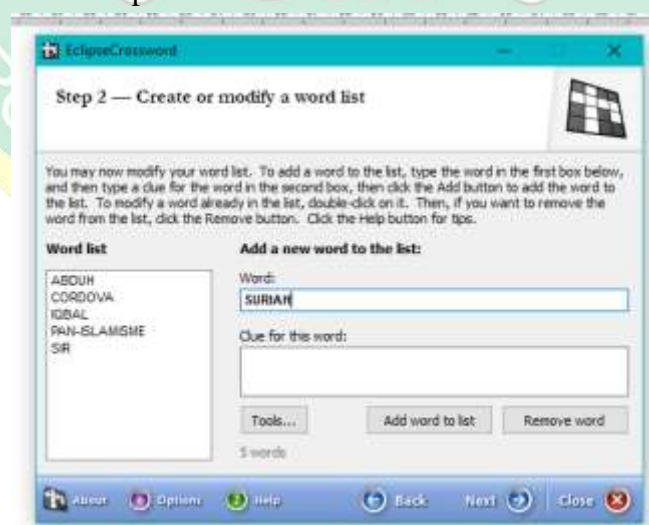 EclipseCrossword
Step 2 — Create or modify a word list
You may now modify your word list. To add a word to the list, type the word in the first box below,
and then type a clue for the word in the second box, then click the Add button to add the word to
the list. To modify a word already in the list, double-click on it. Then, if you want to remove the
word from the list, click the Remove button. Click the Help button for tips.
Word list
Add a new word to the list:
ABDUH
CORDOVA
IQBAL
PAN-ISLAMISME
SIR
Word:
SURIAH
Clue for this word:
Tools...
Add word to list
Remove word
5 words
About
Options
Help
Back
Next
Close